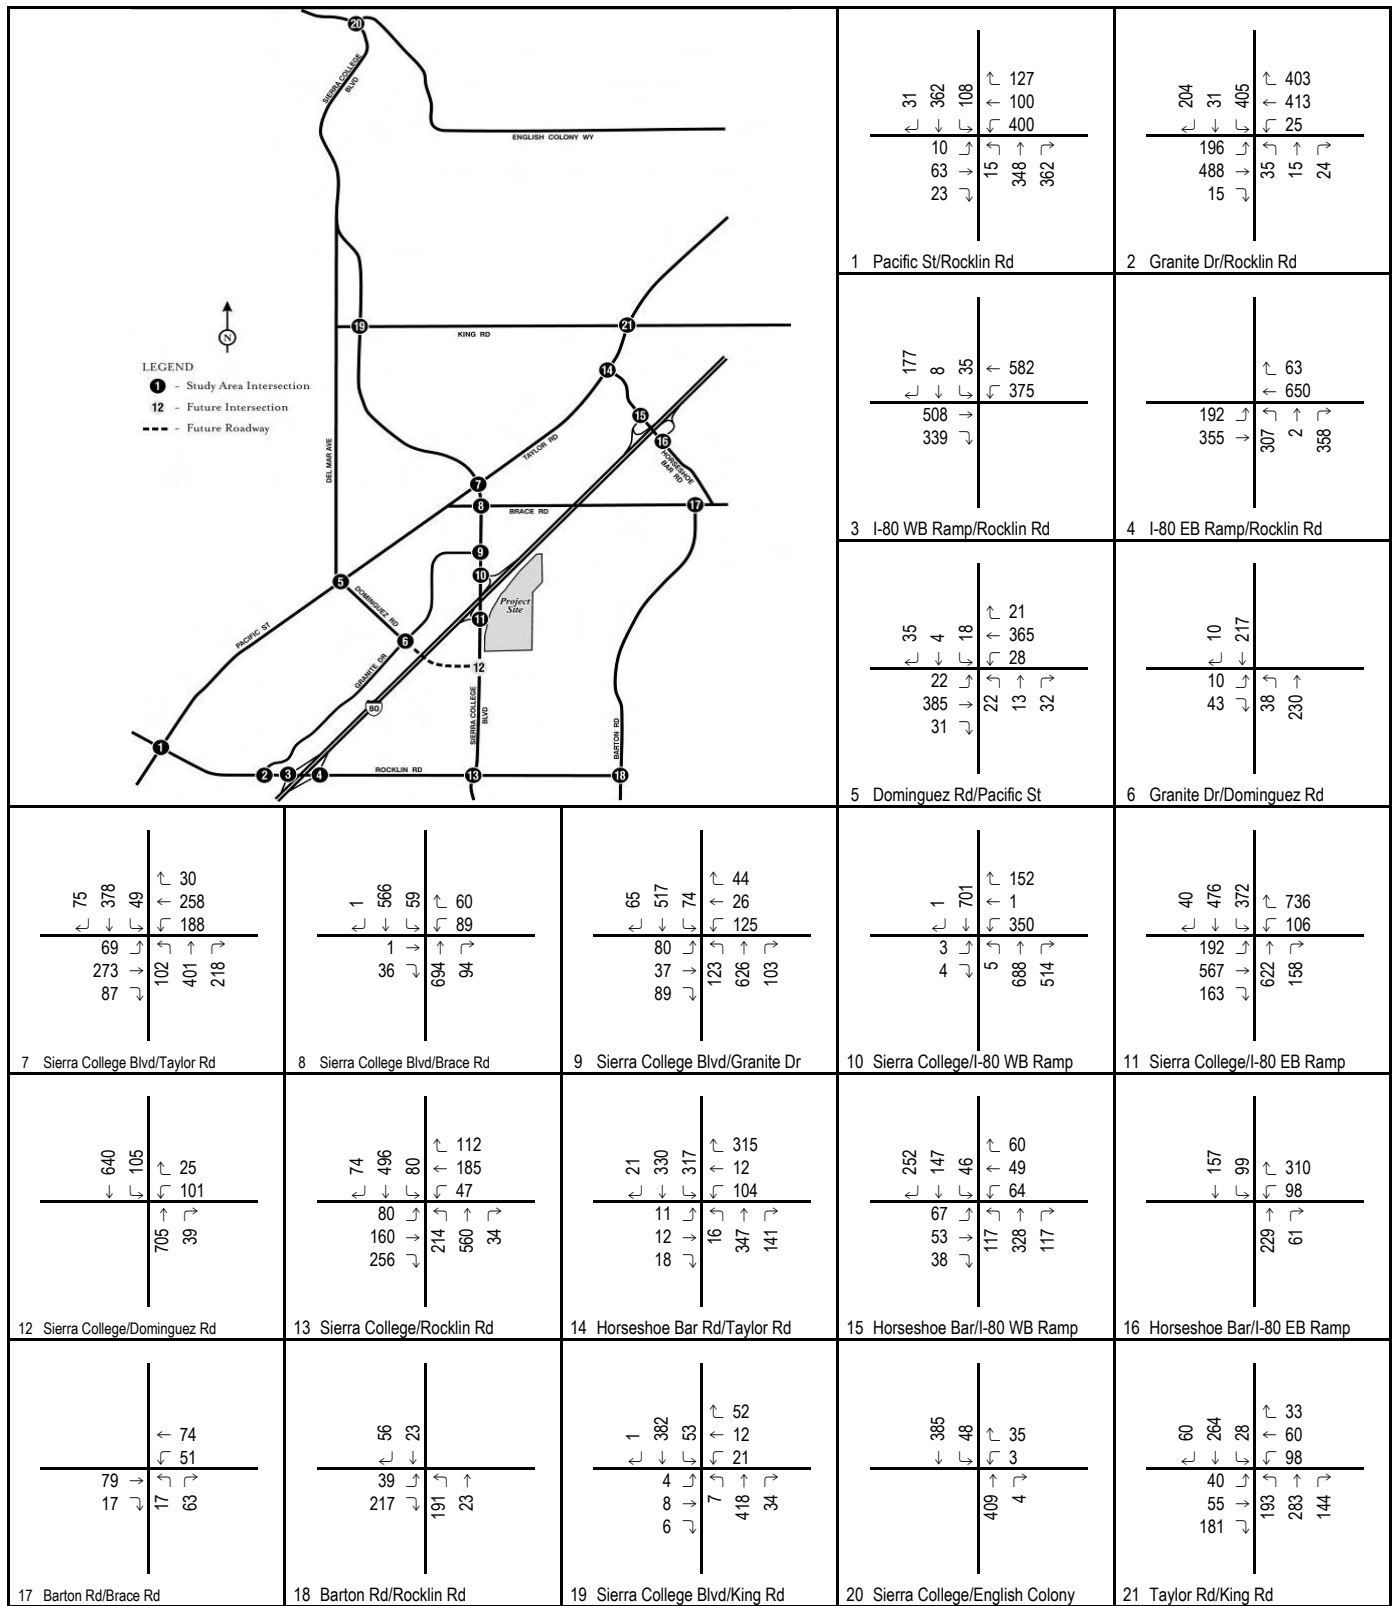 20
SIERRA COLLEGE
BLVD
ENGLISH COLONY WY
N
LEGEND
1 - Study Area Intersection
12 - Future Intersection
- Future Roadway
19
KING RD
21
14
15
16
HORSESHOE
BAR RD
DEL MAR AVE
TAYLOR RD
7
8
BRACE RD
17
9
10
5
DOMINGUEZ RD
Project
Site
11
PACIFIC ST
6
12
GRANITE DR
80
SIERRA COLLEGE
BLVD
BARTON RD
1
2
3
4
ROCKLIN RD
13
18
31 362 108
↑ 127
← 100
400
10
63 →
23
15 348 362
1 Pacific St/Rocklin Rd
204 31 405
403
← 413
25
196
488 →
15
35 15 24
2 Granite Dr/Rocklin Rd
177 8 35
← 582
375
508 →
339
3 I-80 WB Ramp/Rocklin Rd
63
← 650
192
355 →
307 2 358
4 I-80 EB Ramp/Rocklin Rd
35 4 18
21
← 365
28
22
385 →
31
22 13 32
5 Dominguez Rd/Pacific St
10 217
10
43
38 230
6 Granite Dr/Dominguez Rd
75 378 49
30
← 258
188
69
273 →
87
102 401 218
7 Sierra College Blvd/Taylor Rd
1 566 59
60
89
1 →
36
694 94
8 Sierra College Blvd/Brace Rd
65 517 74
44
← 26
125
80
37 →
89
123 626 103
9 Sierra College Blvd/Granite Dr
1 701
152
← 1
350
3
4
5 688 514
10 Sierra College/I-80 WB Ramp
40 476 372
736
106
192
567 →
163
622 158
11 Sierra College/I-80 EB Ramp
640 105
25
101
705 39
12 Sierra College/Dominguez Rd
74 496 80
112
← 185
47
80
160 →
256
214 560 34
13 Sierra College/Rocklin Rd
21 330 317
315
← 12
104
11
12 →
18
16 347 141
14 Horseshoe Bar Rd/Taylor Rd
252 147 46
60
← 49
64
67
53 →
38
117 328 117
15 Horseshoe Bar/I-80 WB Ramp
157 99
310
98
229 61
16 Horseshoe Bar/I-80 EB Ramp
← 74
51
79 →
17
17 63
17 Barton Rd/Brace Rd
56 23
39
217
191 23
18 Barton Rd/Rocklin Rd
1 382 53
52
← 12
21
4
8 →
6
7 418 34
19 Sierra College Blvd/King Rd
385 48
35
3
409 4
20 Sierra College/English Colony
60 264 28
33
← 60
98
40
55 →
181
193 283 144
21 Taylor Rd/King Rd